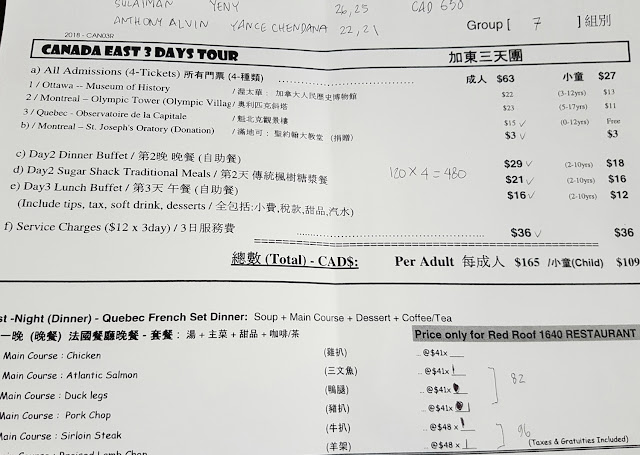 SULAIMAN YENY 26,25 CAD 650
ANTHONY ALVIN YANCE CHENDANA 22,21 Group [ 7 ] 組別
2018 - CAN03R
CANADA EAST 3 DAYS TOUR 加東三天團
a) All Admissions (4-Tickets) 所有門票 (4-種類) 成人 $63 小童 $27
1 / Ottawa -- Museum of History / 渥太華 : 加拿大人民歷史博物館 $22 (3-12yrs) $13
2 / Montreal – Olympic Tower (Olympic Villag / 奧利匹克斜塔 $23 (5-17yrs) $11
3 / Quebec - Observatoire de la Capitale / 魁北克觀景樓 $15 ✓ (0-12yrs) Free
b) / Montreal – St. Joseph's Oratory (Donation) / 滿地可 : 聖約翰大教堂 (捐贈) $3 ✓ $3
c) Day2 Dinner Buffet / 第2晚 晚餐 (自助餐) $29 ✓ (2-10yrs) $18
d) Day2 Sugar Shack Traditional Meals / 第2天 傳統楓樹糖漿餐 120 x 4 = 480 $21 ✓ (2-10yrs) $16
e) Day3 Lunch Buffet / 第3天 午餐 (自助餐) $16 ✓ (2-10yrs) $12
(Include tips, tax, soft drink, desserts / 全包括:小費,稅款,甜品,汽水)
f) Service Charges ($12 x 3day) / 3日服務費 $36 ✓ $36
總數 (Total) - CAD$: Per Adult 每成人 $165 /小童(Child) $109
st -Night (Dinner) - Quebec French Set Dinner: Soup + Main Course + Dessert + Coffee/Tea
一晚 (晚餐) 法國餐廳晚餐 - 套餐 : 湯 + 主菜 + 甜品 + 咖啡/茶 Price only for Red Roof 1640 RESTAURANT
Main Course : Chicken (雞扒) .. @$41x
Main Course : Atlantic Salmon (三文魚) .. @$41x
Main Course : Duck legs (鴨腿) .. @$41x 82
Main Course : Pork Chop (豬扒) .. @$41x
Main Course : Sirloin Steak (牛扒) .. @$48 x 96
(羊架) .. @$48 x (Taxes & Gratuities Included)